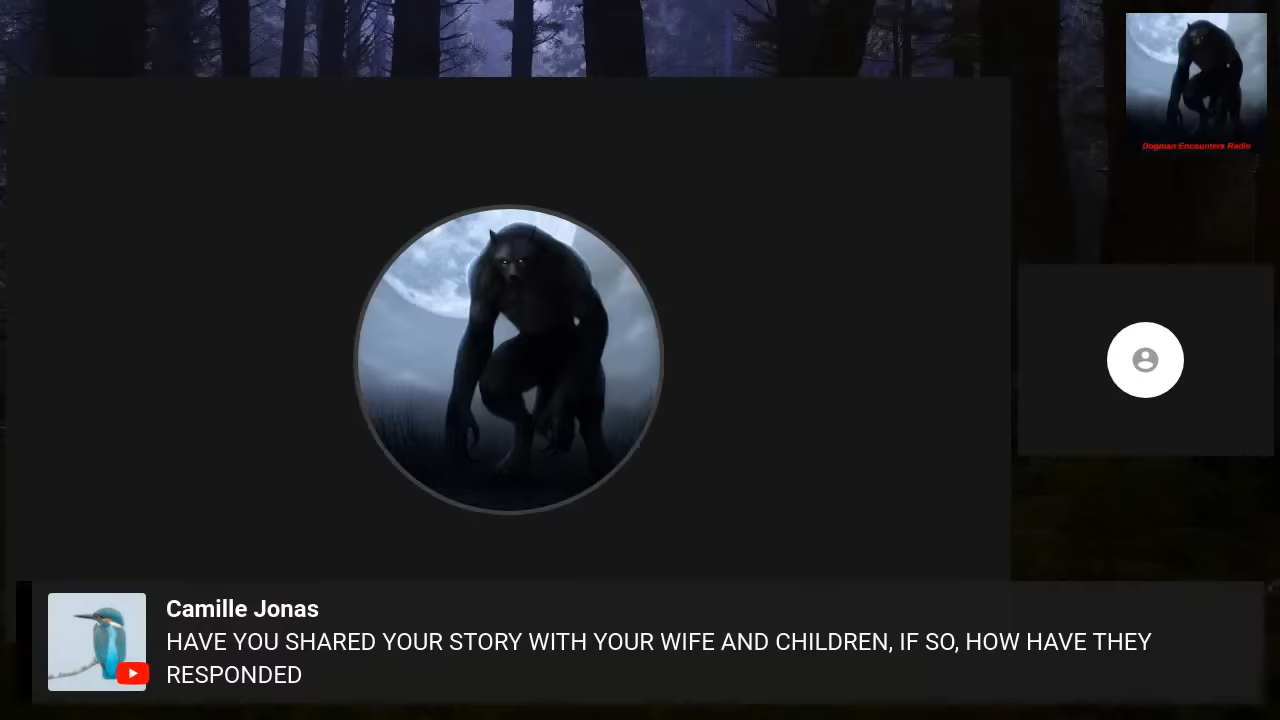 Dogman Encounters Radio
Camille Jonas
HAVE YOU SHARED YOUR STORY WITH YOUR WIFE AND CHILDREN, IF SO, HOW HAVE THEY
RESPONDED